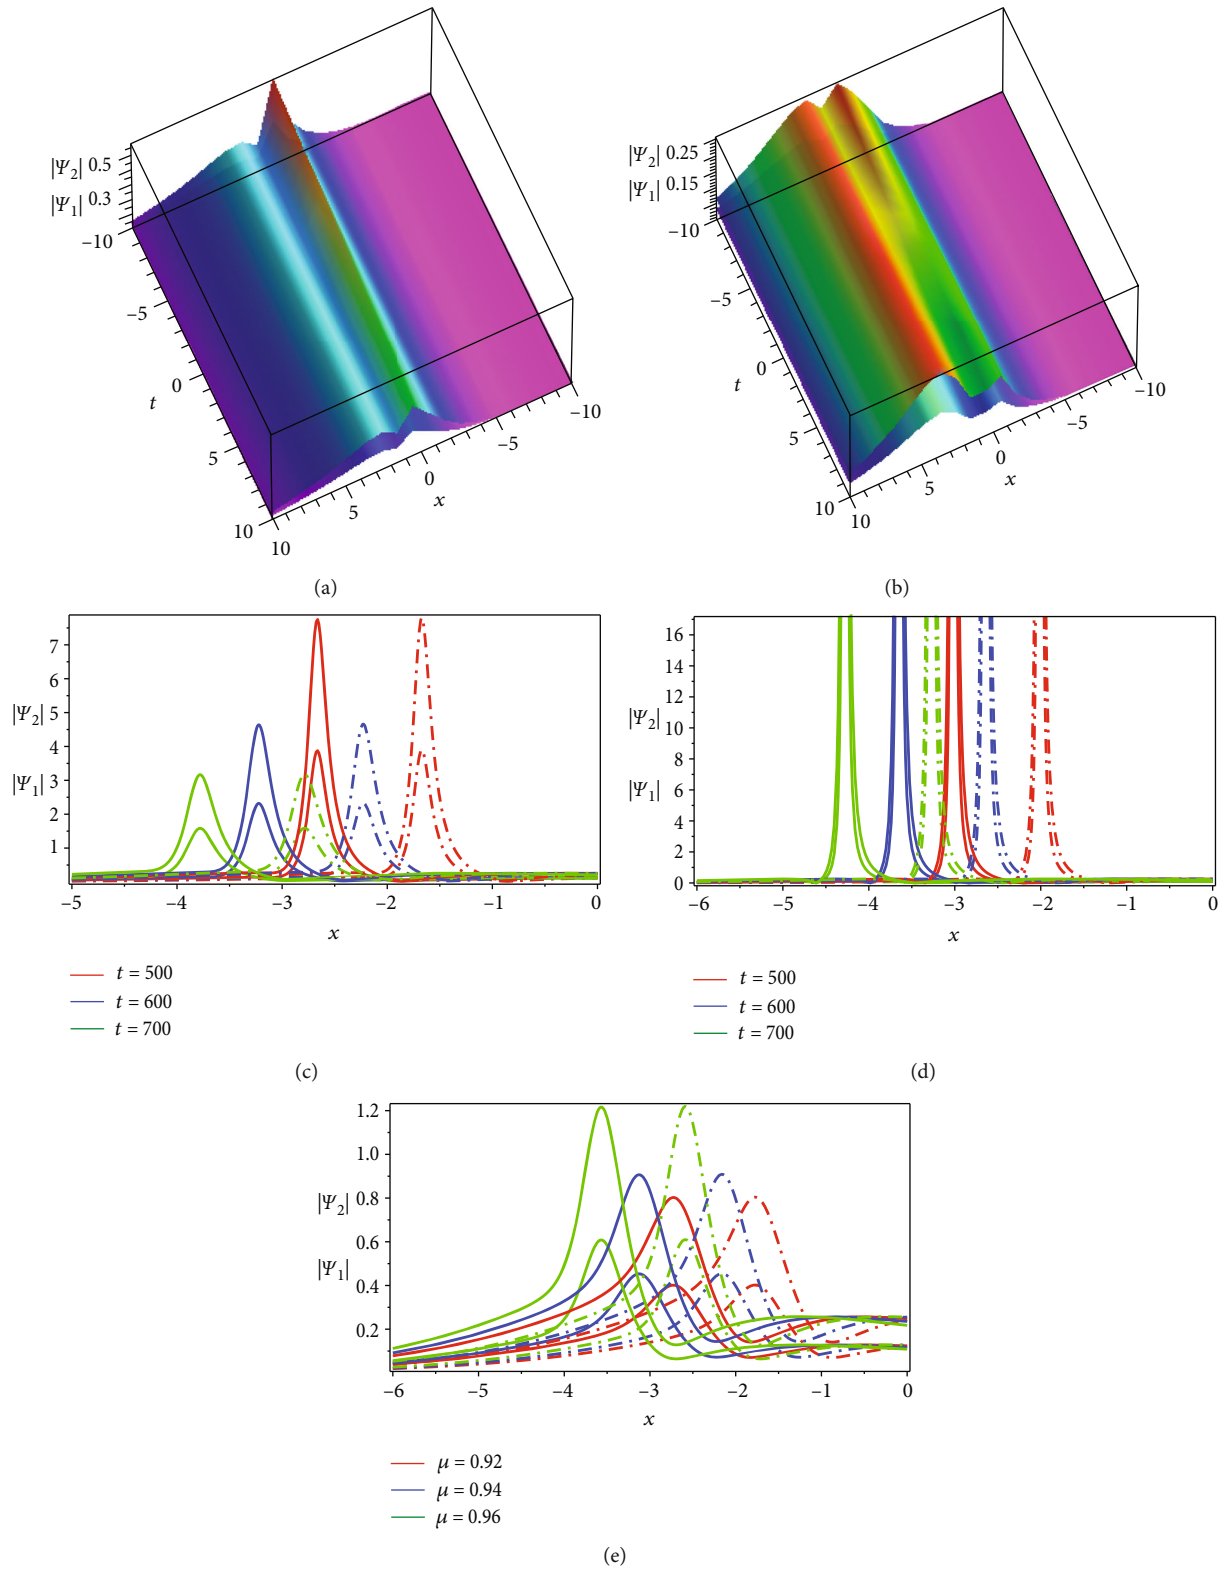 |Ψ2| 0.5
|Ψ1| 0.3
−10
−5
0
t
5
10
10
5
0
x
−5
−10
(a)
|Ψ2| 0.25
|Ψ1| 0.15
−10
−5
0
t
5
10
10
5
0
x
−5
−10
(b)
7
6
|Ψ2| 5
4
|Ψ1| 3
2
1
−5 −4 −3 −2 −1 0
x
t = 500
t = 600
t = 700
(c)
16
14
12
10
|Ψ2|
8
|Ψ1| 6
4
2
0
−6 −5 −4 −3 −2 −1 0
x
t = 500
t = 600
t = 700
(d)
1.2
1.0
|Ψ2| 0.8
0.6
|Ψ1|
0.4
0.2
−6 −5 −4 −3 −2 −1 0
x
μ = 0.92
μ = 0.94
μ = 0.96
(e)